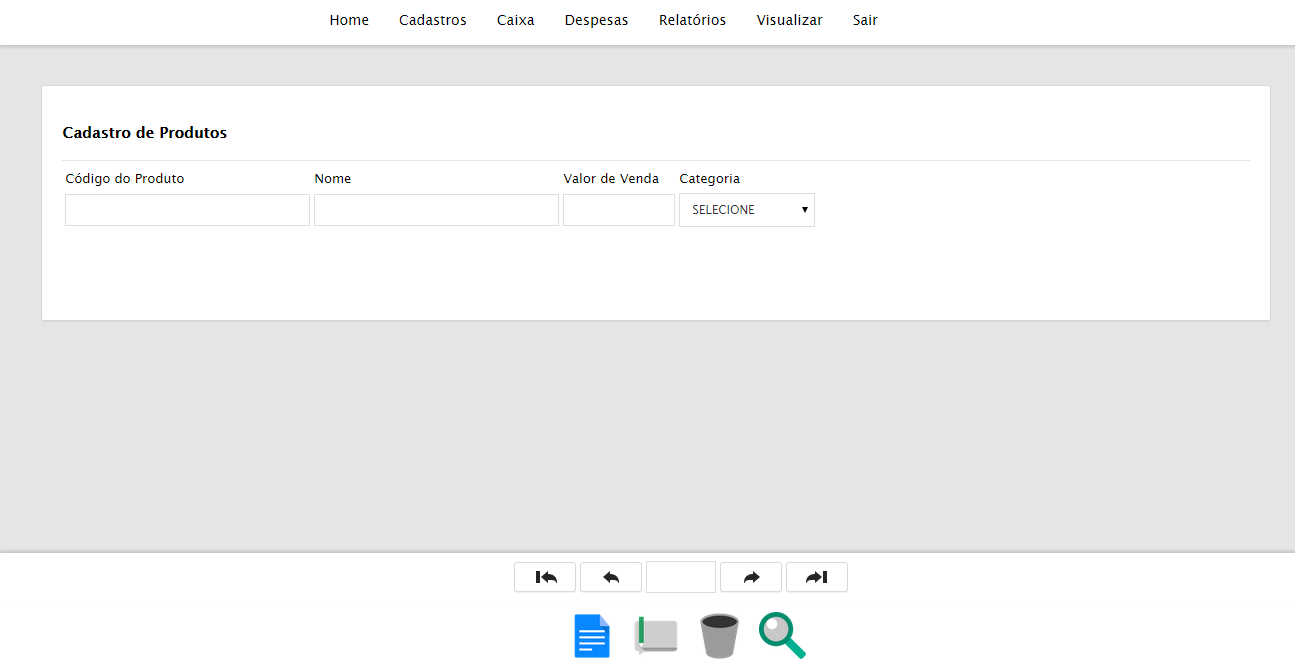 Home Cadastros Caixa Despesas Relatórios Visualizar Sair
Cadastro de Produtos
Código do Produto Nome Valor de Venda Categoria
SELECIONE